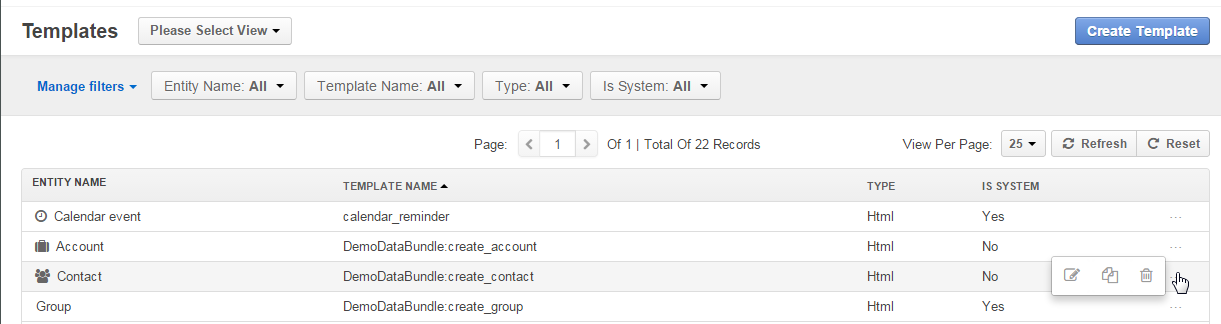 Templates Please Select View Create Template
Manage filters Entity Name: All Template Name: All Type: All Is System: All
Page: 1 Of 1 | Total Of 22 Records View Per Page: 25 Refresh Reset
ENTITY NAME TEMPLATE NAME TYPE IS SYSTEM
Calendar event calendar_reminder Html Yes ...
Account DemoDataBundle:create_account Html No ...
Contact DemoDataBundle:create_contact Html No
Group DemoDataBundle:create_group Html Yes ...